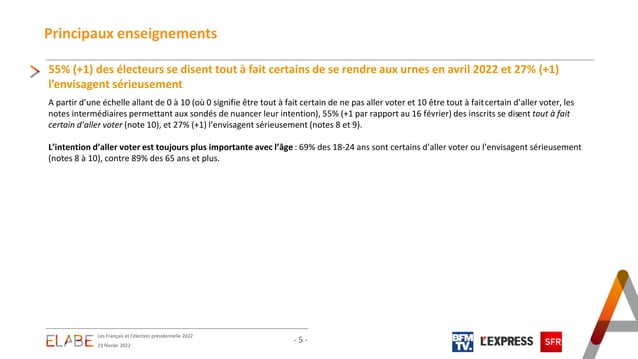 Principaux enseignements
55% (+1) des électeurs se disent tout à fait certains de se rendre aux urnes en avril 2022 et 27% (+1)
l’envisagent sérieusement
A partir d’une échelle allant de 0 à 10 (où 0 signifie être tout à fait certain de ne pas aller voter et 10 être tout à fait certain d’aller voter, les
notes intermédiaires permettant aux sondés de nuancer leur intention), 55% (+1 par rapport au 16 février) des inscrits se disent tout à fait
certain d’aller voter (note 10), et 27% (+1) l’envisagent sérieusement (notes 8 et 9).
L’intention d’aller voter est toujours plus importante avec l’âge : 69% des 18-24 ans sont certains d’aller voter ou l’envisagent sérieusement
(notes 8 à 10), contre 89% des 65 ans et plus.
ELABE
Les Français et l’élection présidentielle 2022
23 février 2022
- 5 -
BFM
TV.
L’EXPRESS
SFR